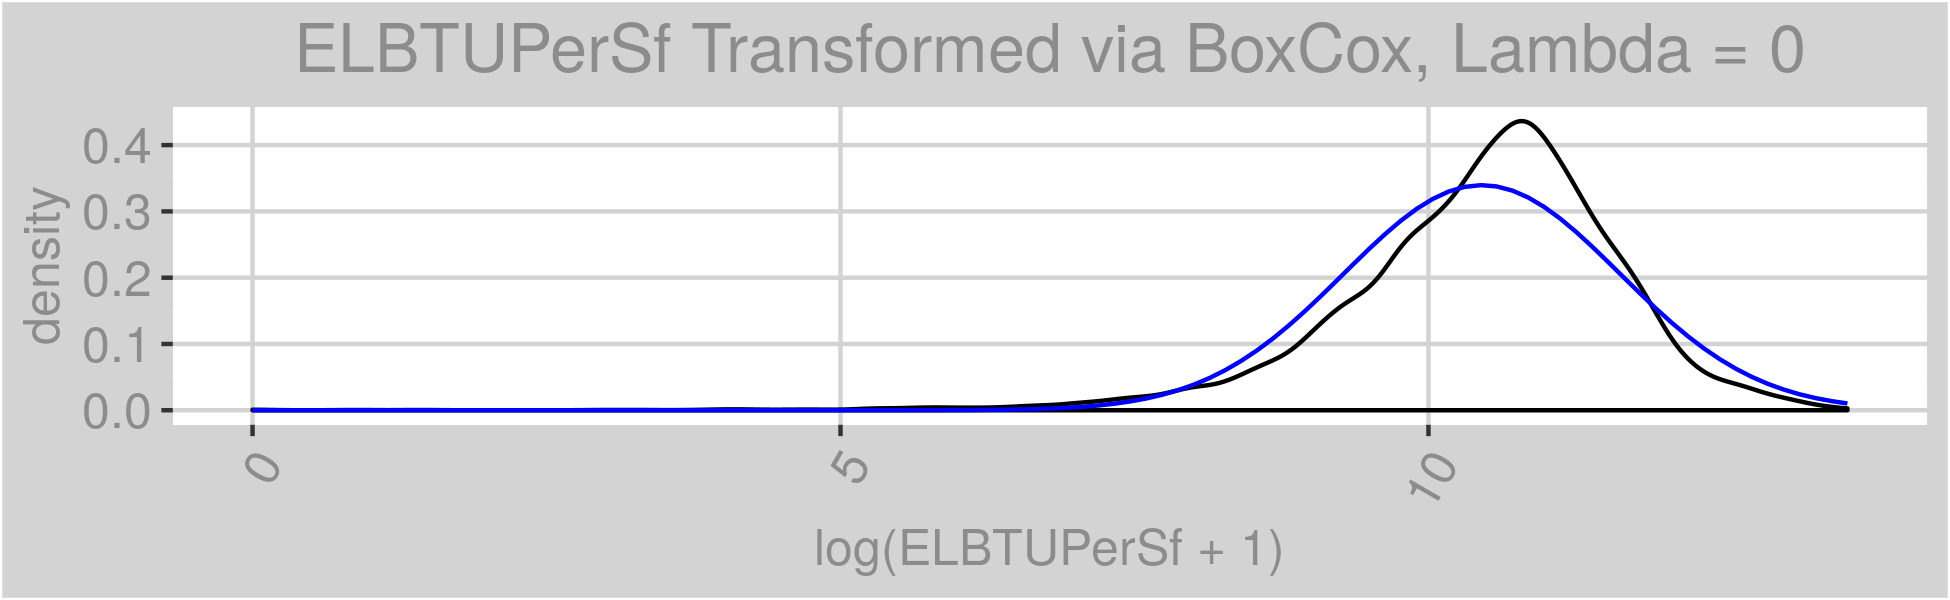 ELBTUPerSf Transformed via BoxCox, Lambda = 0
density
0.4
0.3
0.2
0.1
0.0
0
5
10
log(ELBTUPerSf + 1)